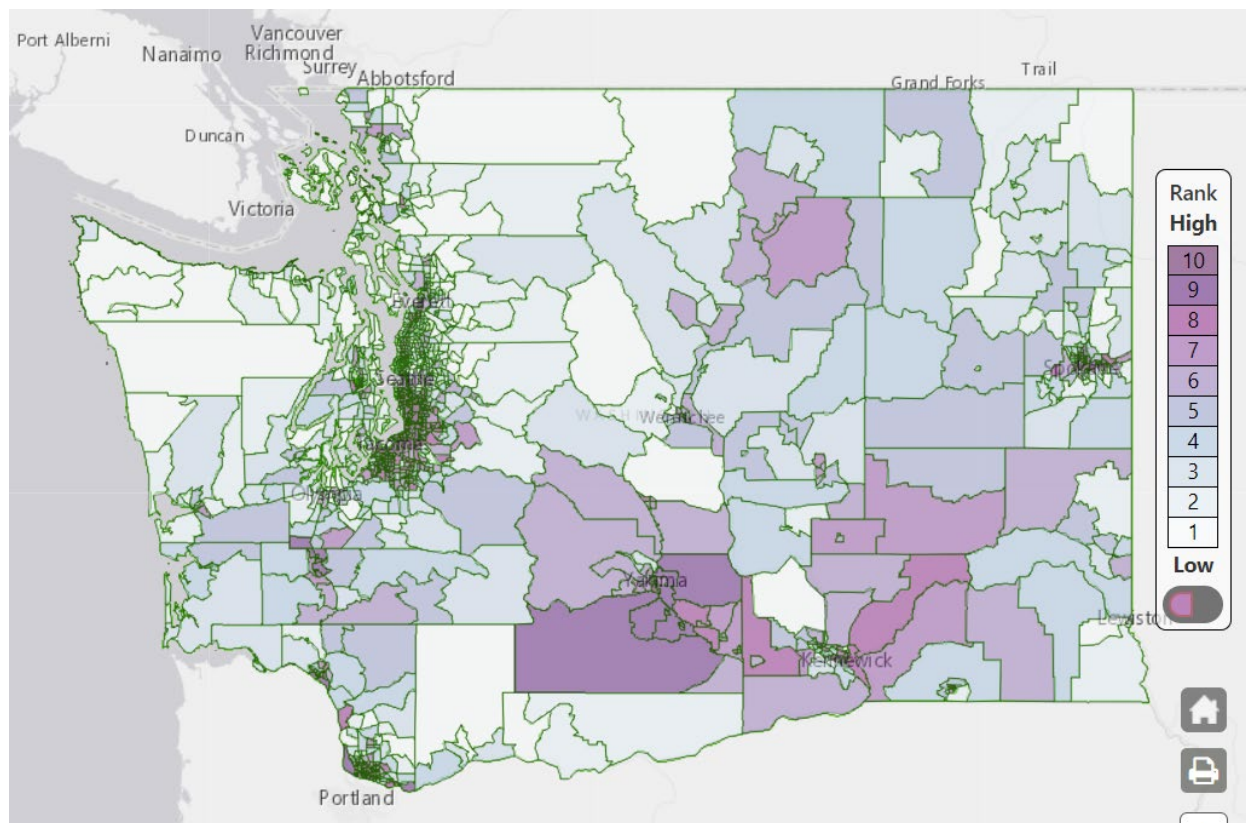 Vancouver
Port Alberni
Nanaimo
Richmond
Surrey
Abbotsford
Trail
Grand Forks
Duncan
Victoria
Everett
Seattle
Tacoma
Olympia
WASHI
Wenatchee
Spokane
Yakima
Kennewick
Lewiston
Portland
Rank
High
10
9
8
7
6
5
4
3
2
1
Low